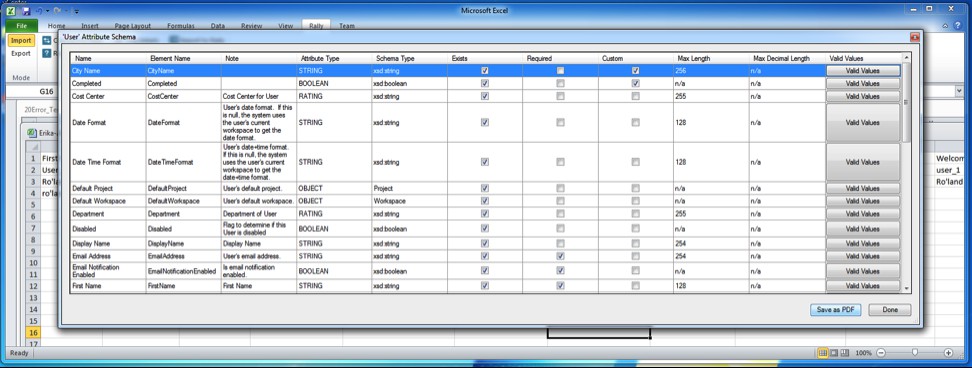 Microsoft Excel
File Home Insert Page Layout Formulas Data Review View Rally Team
Import
Export
Mode
'User' Attribute Schema
Name Element Name Note Attribute Type Schema Type Exists Required Custom Max Length Max Decimal Length Valid Values
City Name CityName STRING xsd:string 256 n/a Valid Values
Completed Completed BOOLEAN xsd:boolean n/a n/a Valid Values
Cost Center CostCenter Cost Center for User RATING xsd:string 255 n/a Valid Values
Date Format DateFormat User's date format. If
this is null, the system
uses the user's current
workspace to get the
date format. STRING xsd:string 128 n/a Valid Values
Date Time Format DateTimeFormat User's date+time format.
If this is null, the system
uses the user's current
workspace to get the
date+time format. STRING xsd:string 128 n/a Valid Values
Default Project DefaultProject User's default project. OBJECT Project n/a n/a Valid Values
Default Workspace DefaultWorkspace User's default workspace. OBJECT Workspace n/a n/a Valid Values
Department Department Department of User RATING xsd:string 255 n/a Valid Values
Disabled Disabled Flag to determine if this
User is disabled BOOLEAN xsd:boolean n/a n/a Valid Values
Display Name DisplayName Display Name STRING xsd:string 254 n/a Valid Values
Email Address EmailAddress User's email address. STRING xsd:string 254 n/a Valid Values
Email Notification
Enabled EmailNotificationEnabled Is email notification
enabled. BOOLEAN xsd:boolean n/a n/a Valid Values
First Name FirstName First Name STRING xsd:string 128 n/a Valid Values
Save as PDF Done
G16
20Error_Te
Erika-
1 First Welcom
2 User user_1
3 Ro'la Ro'land
4 ro'lan
5
6
7
8
9
10
11
12
13
14
15
16
17
Ready 100%